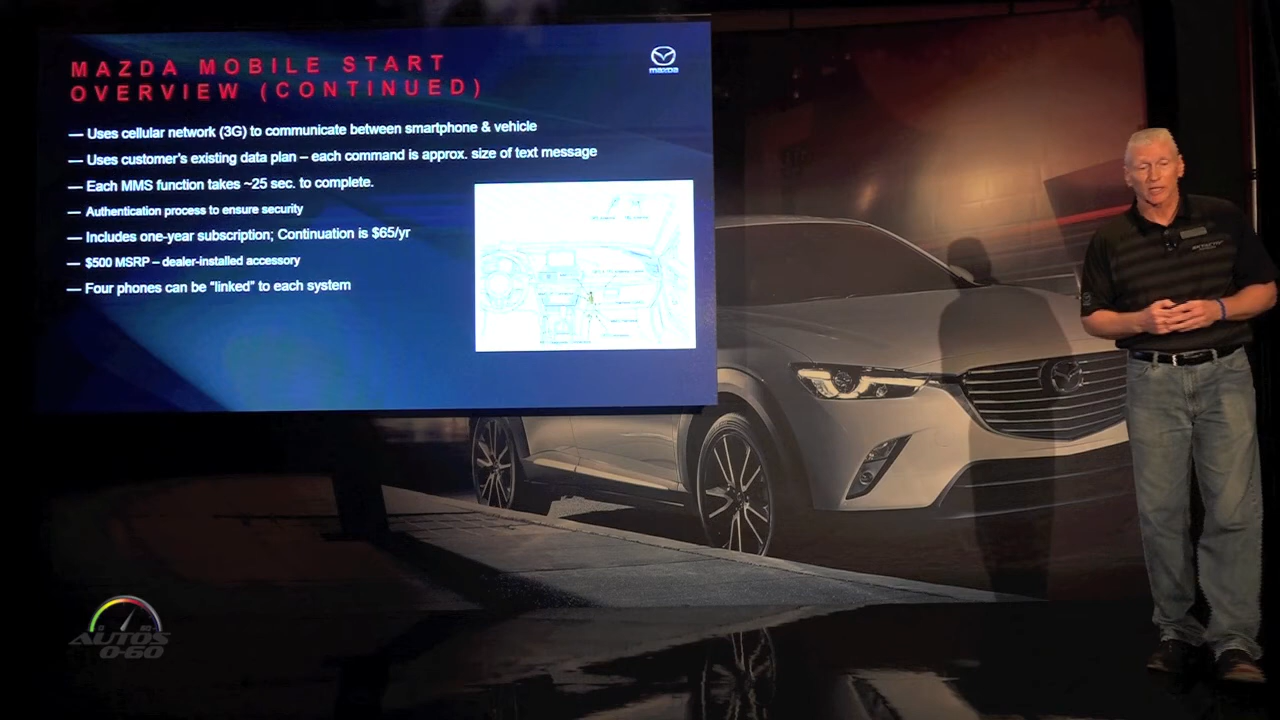 MAZDA MOBILE START
OVERVIEW (CONTINUED)
mazda
— Uses cellular network (3G) to communicate between smartphone & vehicle
— Uses customer's existing data plan – each command is approx. size of text message
— Each MMS function takes ~25 sec. to complete.
— Authentication process to ensure security
— Includes one-year subscription; Continuation is $65/yr
— $500 MSRP – dealer-installed accessory
— Four phones can be "linked" to each system
AUTOS
0-60